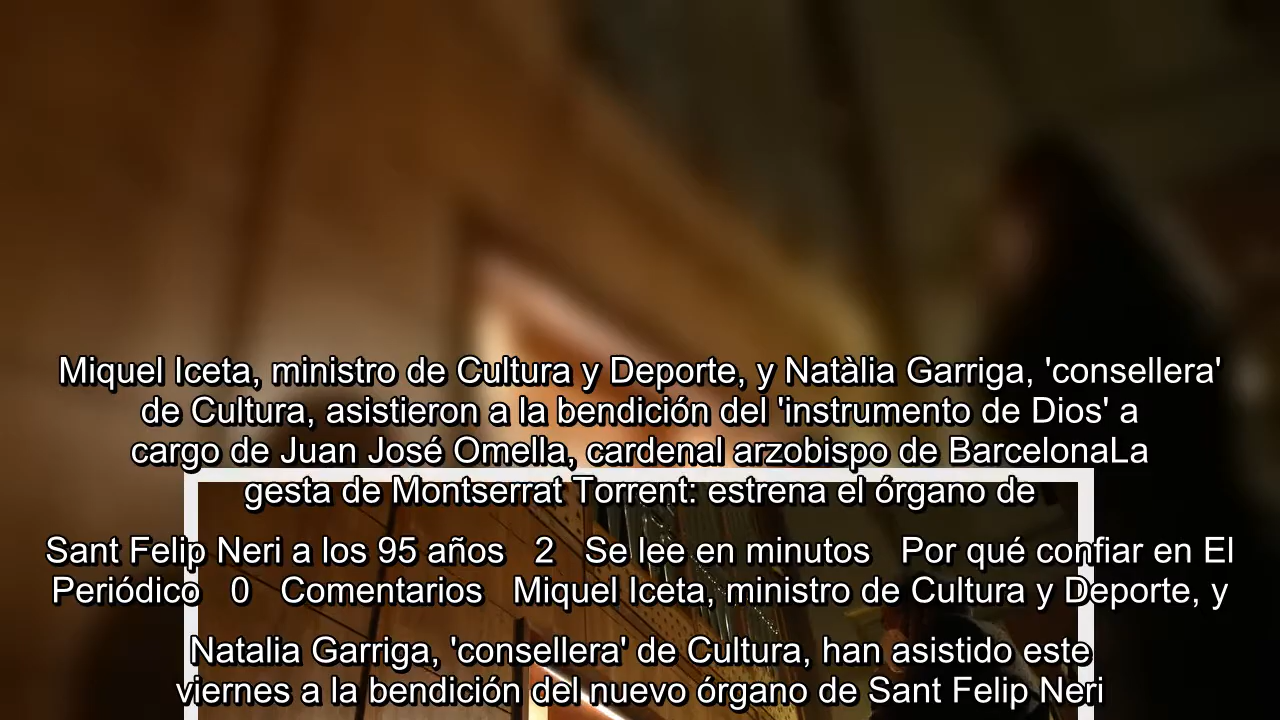 Miquel Iceta, ministro de Cultura y Deporte, y Natàlia Garriga, 'consellera'
de Cultura, asistieron a la bendición del 'instrumento de Dios' a
cargo de Juan José Omella, cardenal arzobispo de BarcelonaLa
gesta de Montserrat Torrent: estrena el órgano de
Sant Felip Neri a los 95 años 2 Se lee en minutos Por qué confiar en El
Periódico 0 Comentarios Miquel Iceta, ministro de Cultura y Deporte, y
Natalia Garriga, 'consellera' de Cultura, han asistido este
viernes a la bendición del nuevo órgano de Sant Felip Neri